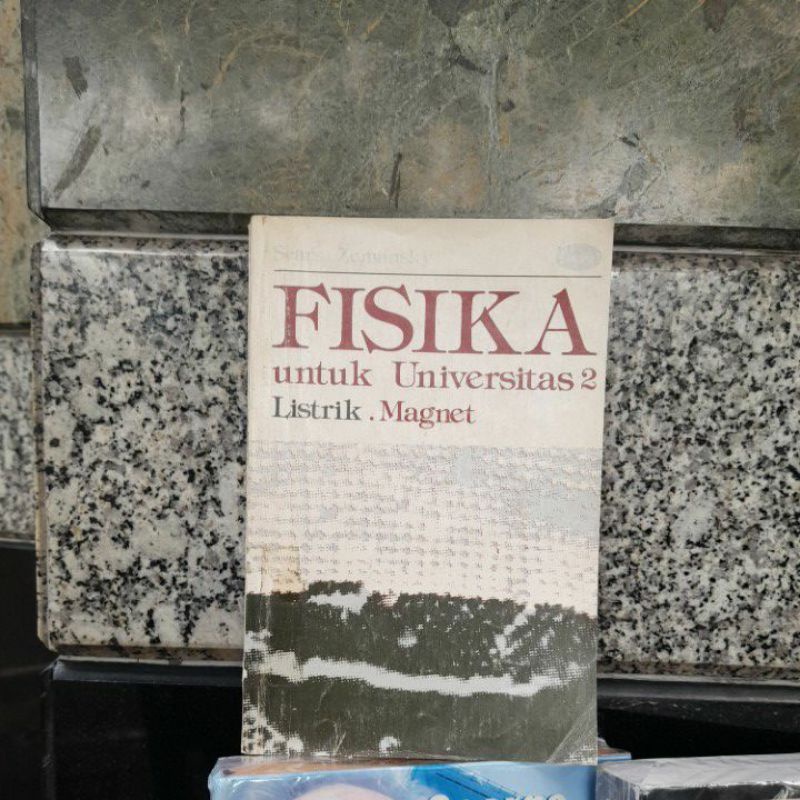 Sears. Zemansky
FISIKA
untuk Universitas 2
Listrik . Magnet